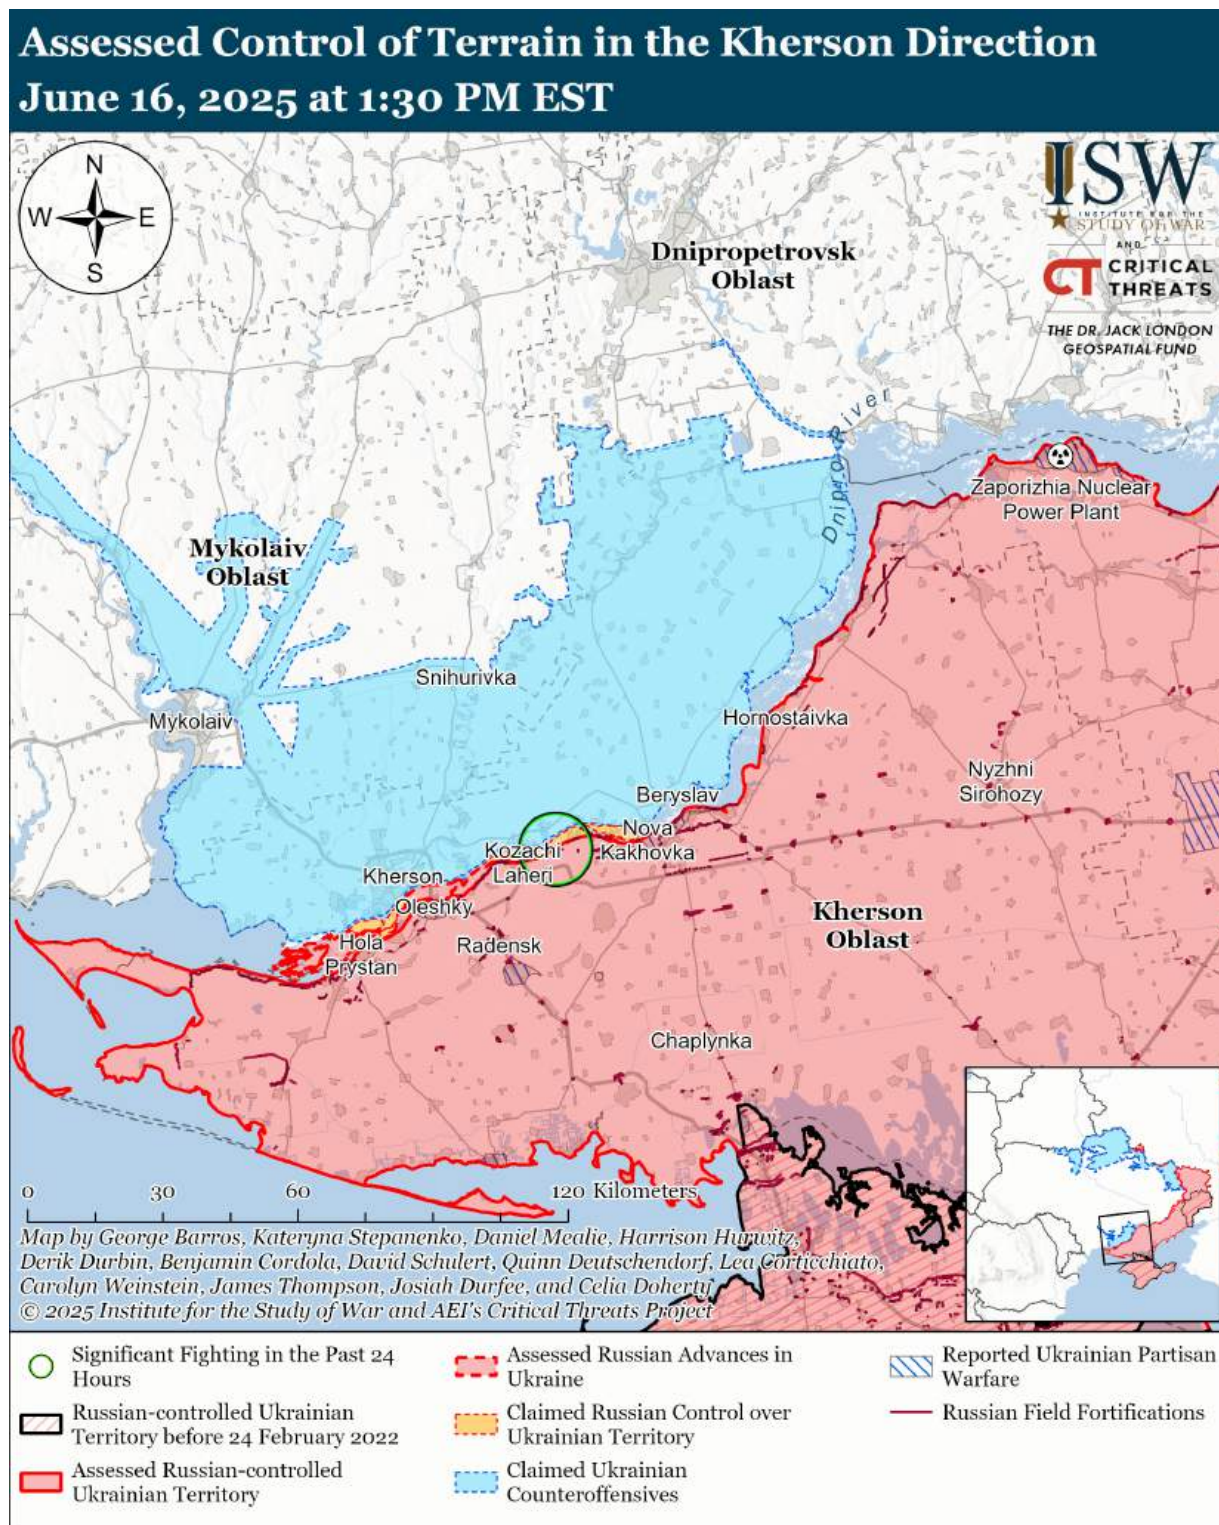 Assessed Control of Terrain in the Kherson Direction
June 16, 2025 at 1:30 PM EST
N
W
E
S
ISW
INSTITUTE FOR THE
STUDY OF WAR
AND
CT CRITICAL
THREATS
THE DR. JACK LONDON
GEOSPATIAL FUND
Dnipropetrovsk
Oblast
Dnipro River
Zaporizhia Nuclear
Power Plant
Mykolaiv
Oblast
Snihurivka
Mykolaiv
Hornostaivka
Nyzhni
Sirohozy
Beryslav
Nova
Kakhovka
Kozachi
Laheri
Kherson
Oleshky
Kherson
Oblast
Hola
Prystan
Radensk
Chaplynka
0 30 60 120 Kilometers
Map by George Barros, Kateryna Stepanenko, Daniel Mealie, Harrison Hurwitz,
Derik Durbin, Benjamin Cordola, David Schulert, Quinn Deutschendorf, Lea Corticchiato,
Carolyn Weinstein, James Thompson, Josiah Durfee, and Celia Doherty
© 2025 Institute for the Study of War and AEI's Critical Threats Project
Significant Fighting in the Past 24
Hours
Russian-controlled Ukrainian
Territory before 24 February 2022
Assessed Russian-controlled
Ukrainian Territory
Assessed Russian Advances in
Ukraine
Claimed Russian Control over
Ukrainian Territory
Claimed Ukrainian
Counteroffensives
Reported Ukrainian Partisan
Warfare
Russian Field Fortifications